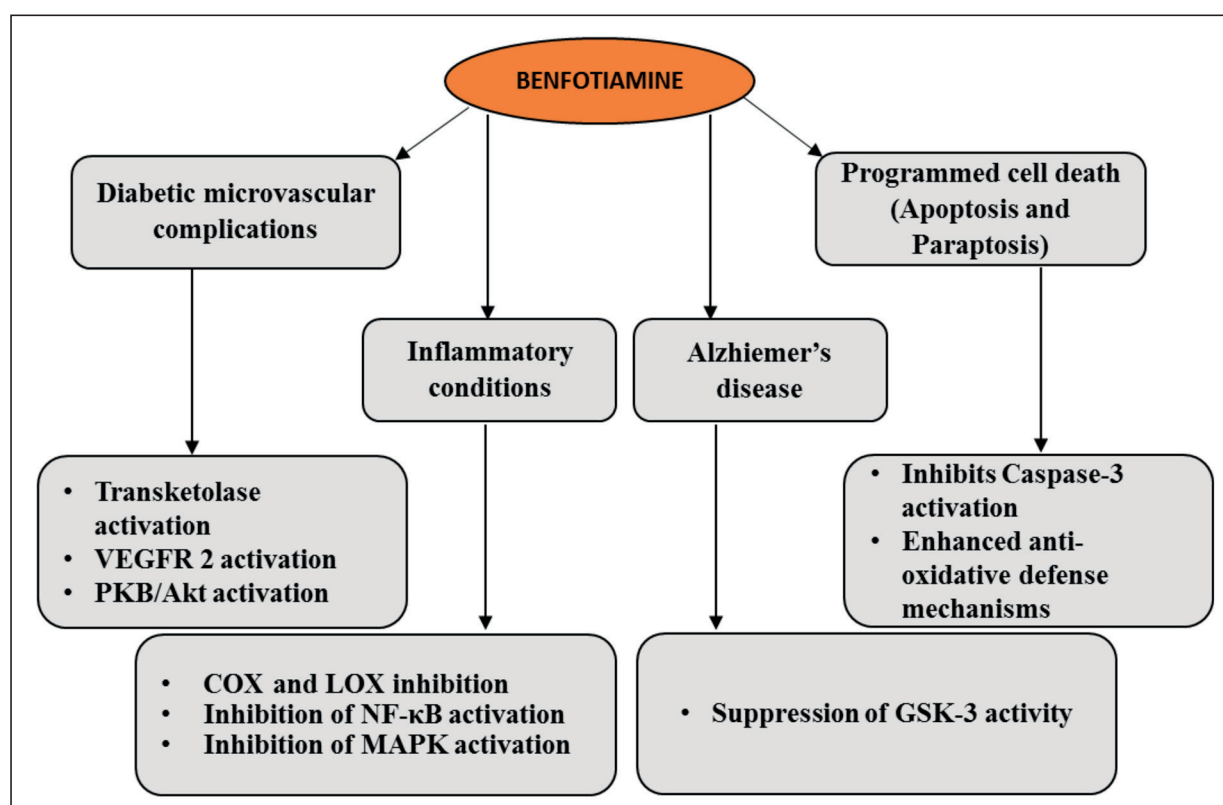 BENFOTIAMINE
Diabetic microvascular
complications
Programmed cell death
(Apoptosis and
Paraptosis)
Inflammatory
conditions
Alzhiemer’s
disease
• Transketolase
activation
• VEGFR 2 activation
• PKB/Akt activation
• Inhibits Caspase-3
activation
• Enhanced anti-
oxidative defense
mechanisms
• COX and LOX inhibition
• Inhibition of NF-κB activation
• Inhibition of MAPK activation
• Suppression of GSK-3 activity